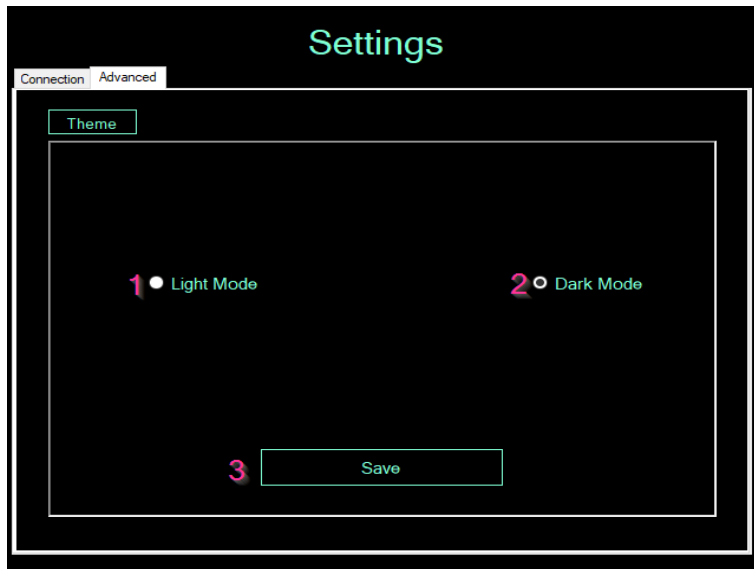 Settings
Connection Advanced
Theme
1 Light Mode 2 Dark Mode
3 Save